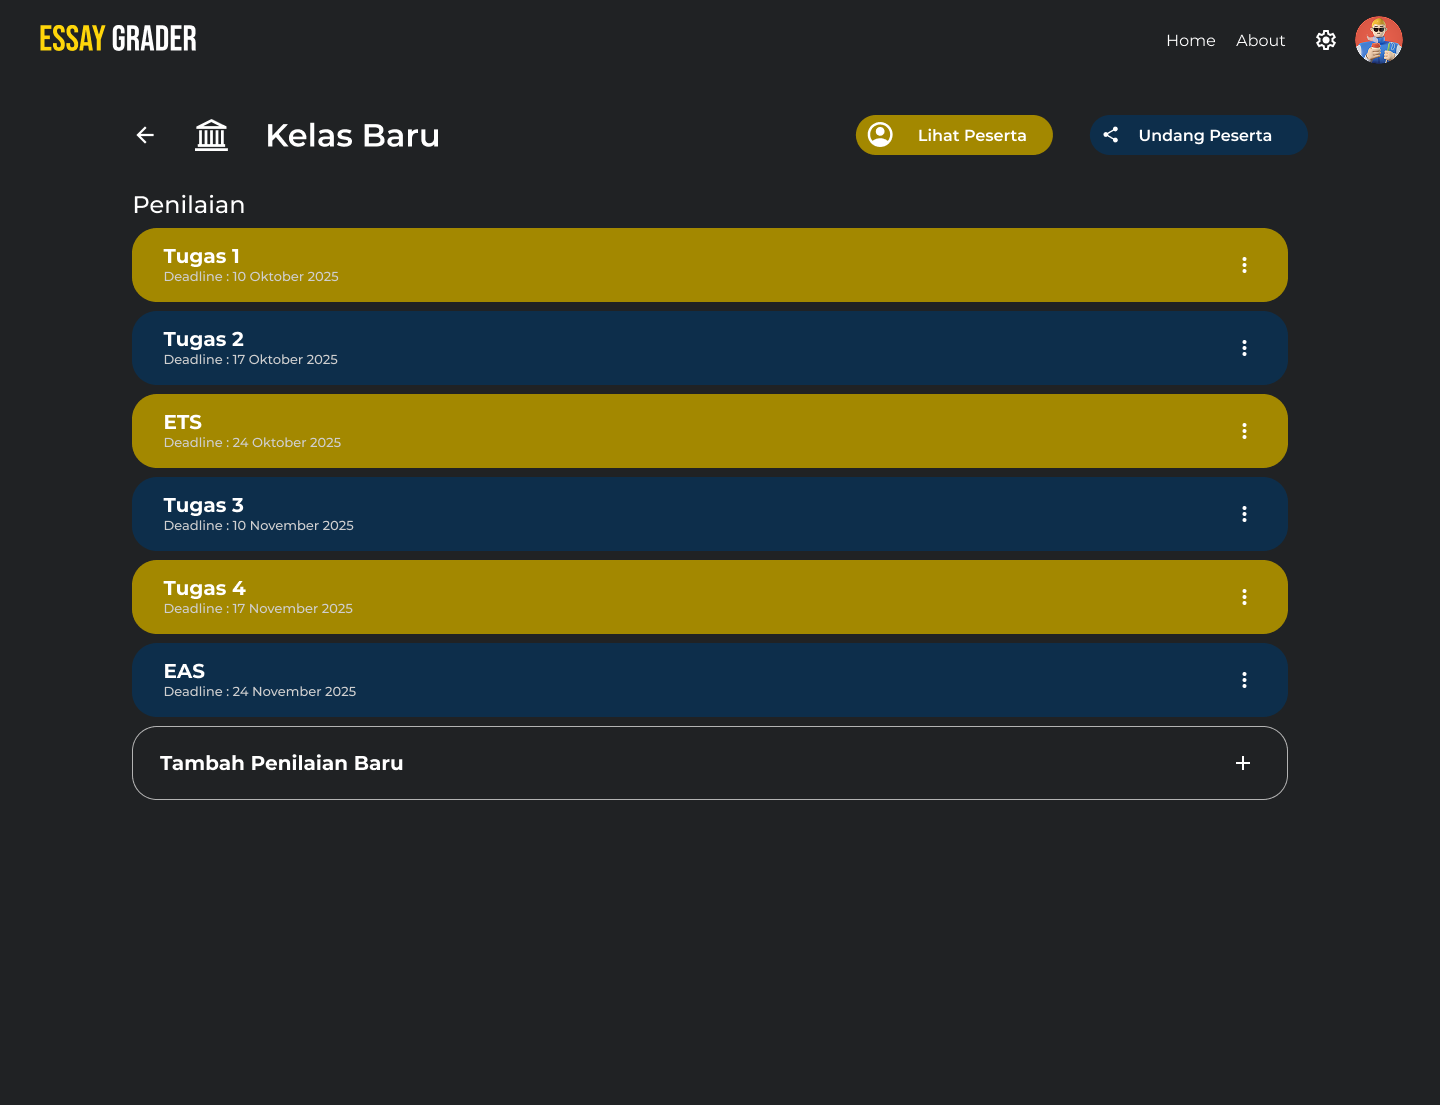 ESSAY GRADER
Home About
Kelas Baru
Lihat Peserta
Undang Peserta
Penilaian
Tugas 1
Deadline : 10 Oktober 2025
Tugas 2
Deadline : 17 Oktober 2025
ETS
Deadline : 24 Oktober 2025
Tugas 3
Deadline : 10 November 2025
Tugas 4
Deadline : 17 November 2025
EAS
Deadline : 24 November 2025
Tambah Penilaian Baru